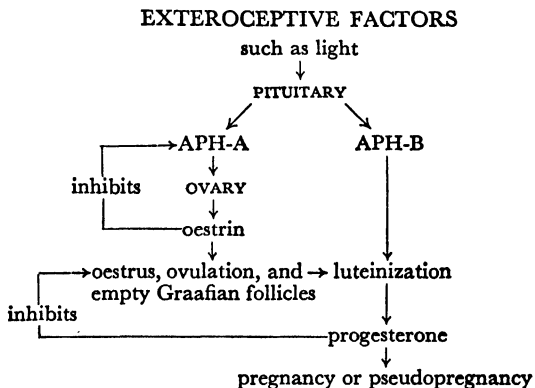 EXTEROCEPTIVE FACTORS
such as light
PITUITARY
APH-A APH-B
inhibits OVARY
oestrin
oestrus, ovulation, and luteinization
empty Graafian follicles
inhibits
progesterone
pregnancy or pseudopregnancy